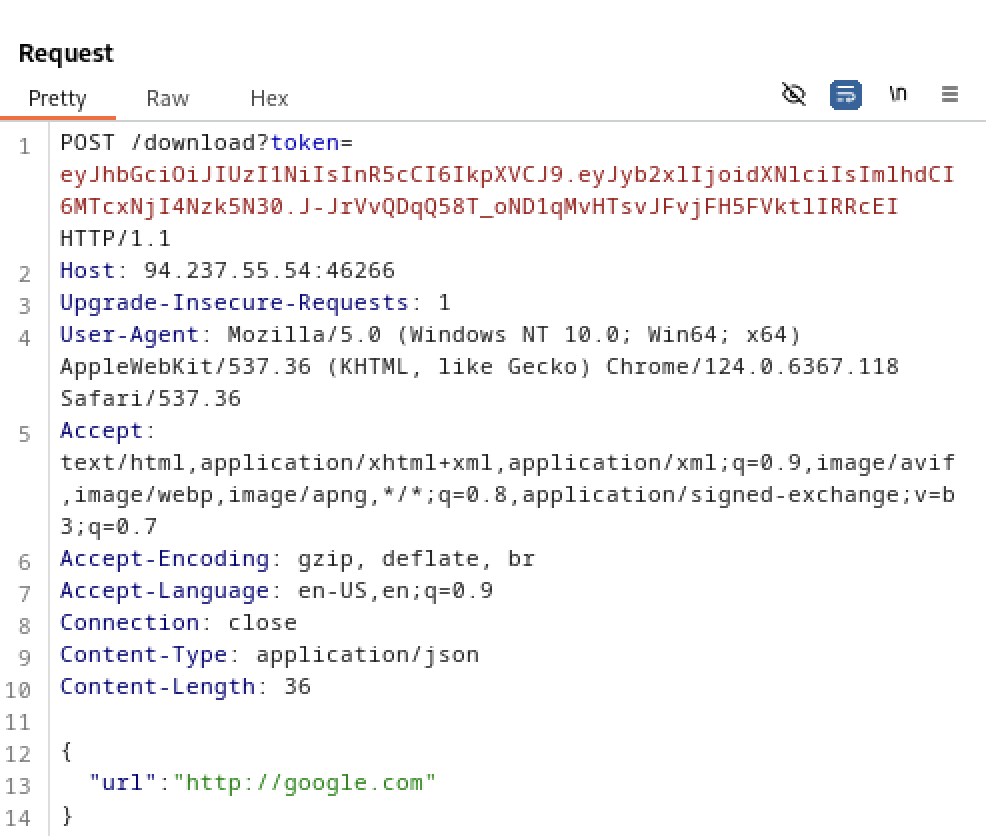 Request
Pretty Raw Hex \n
1 POST /download?token=
eyJhbGciOiJIUzI1NiIsInR5cCI6IkpXVCJ9.eyJyb2xlIjoidXNlciIsImlhdCI
6MTcxNjI4Nzk5N30.J-JrVvQDqQ58T_oND1qMvHTsvJFvjFH5FVktlIRRcEI
HTTP/1.1
2 Host: 94.237.55.54:46266
3 Upgrade-Insecure-Requests: 1
4 User-Agent: Mozilla/5.0 (Windows NT 10.0; Win64; x64)
AppleWebKit/537.36 (KHTML, like Gecko) Chrome/124.0.6367.118
Safari/537.36
5 Accept:
text/html,application/xhtml+xml,application/xml;q=0.9,image/avif
,image/webp,image/apng,*/*;q=0.8,application/signed-exchange;v=b
3;q=0.7
6 Accept-Encoding: gzip, deflate, br
7 Accept-Language: en-US,en;q=0.9
8 Connection: close
9 Content-Type: application/json
10 Content-Length: 36
11
12 {
13 "url":"http://google.com"
14 }